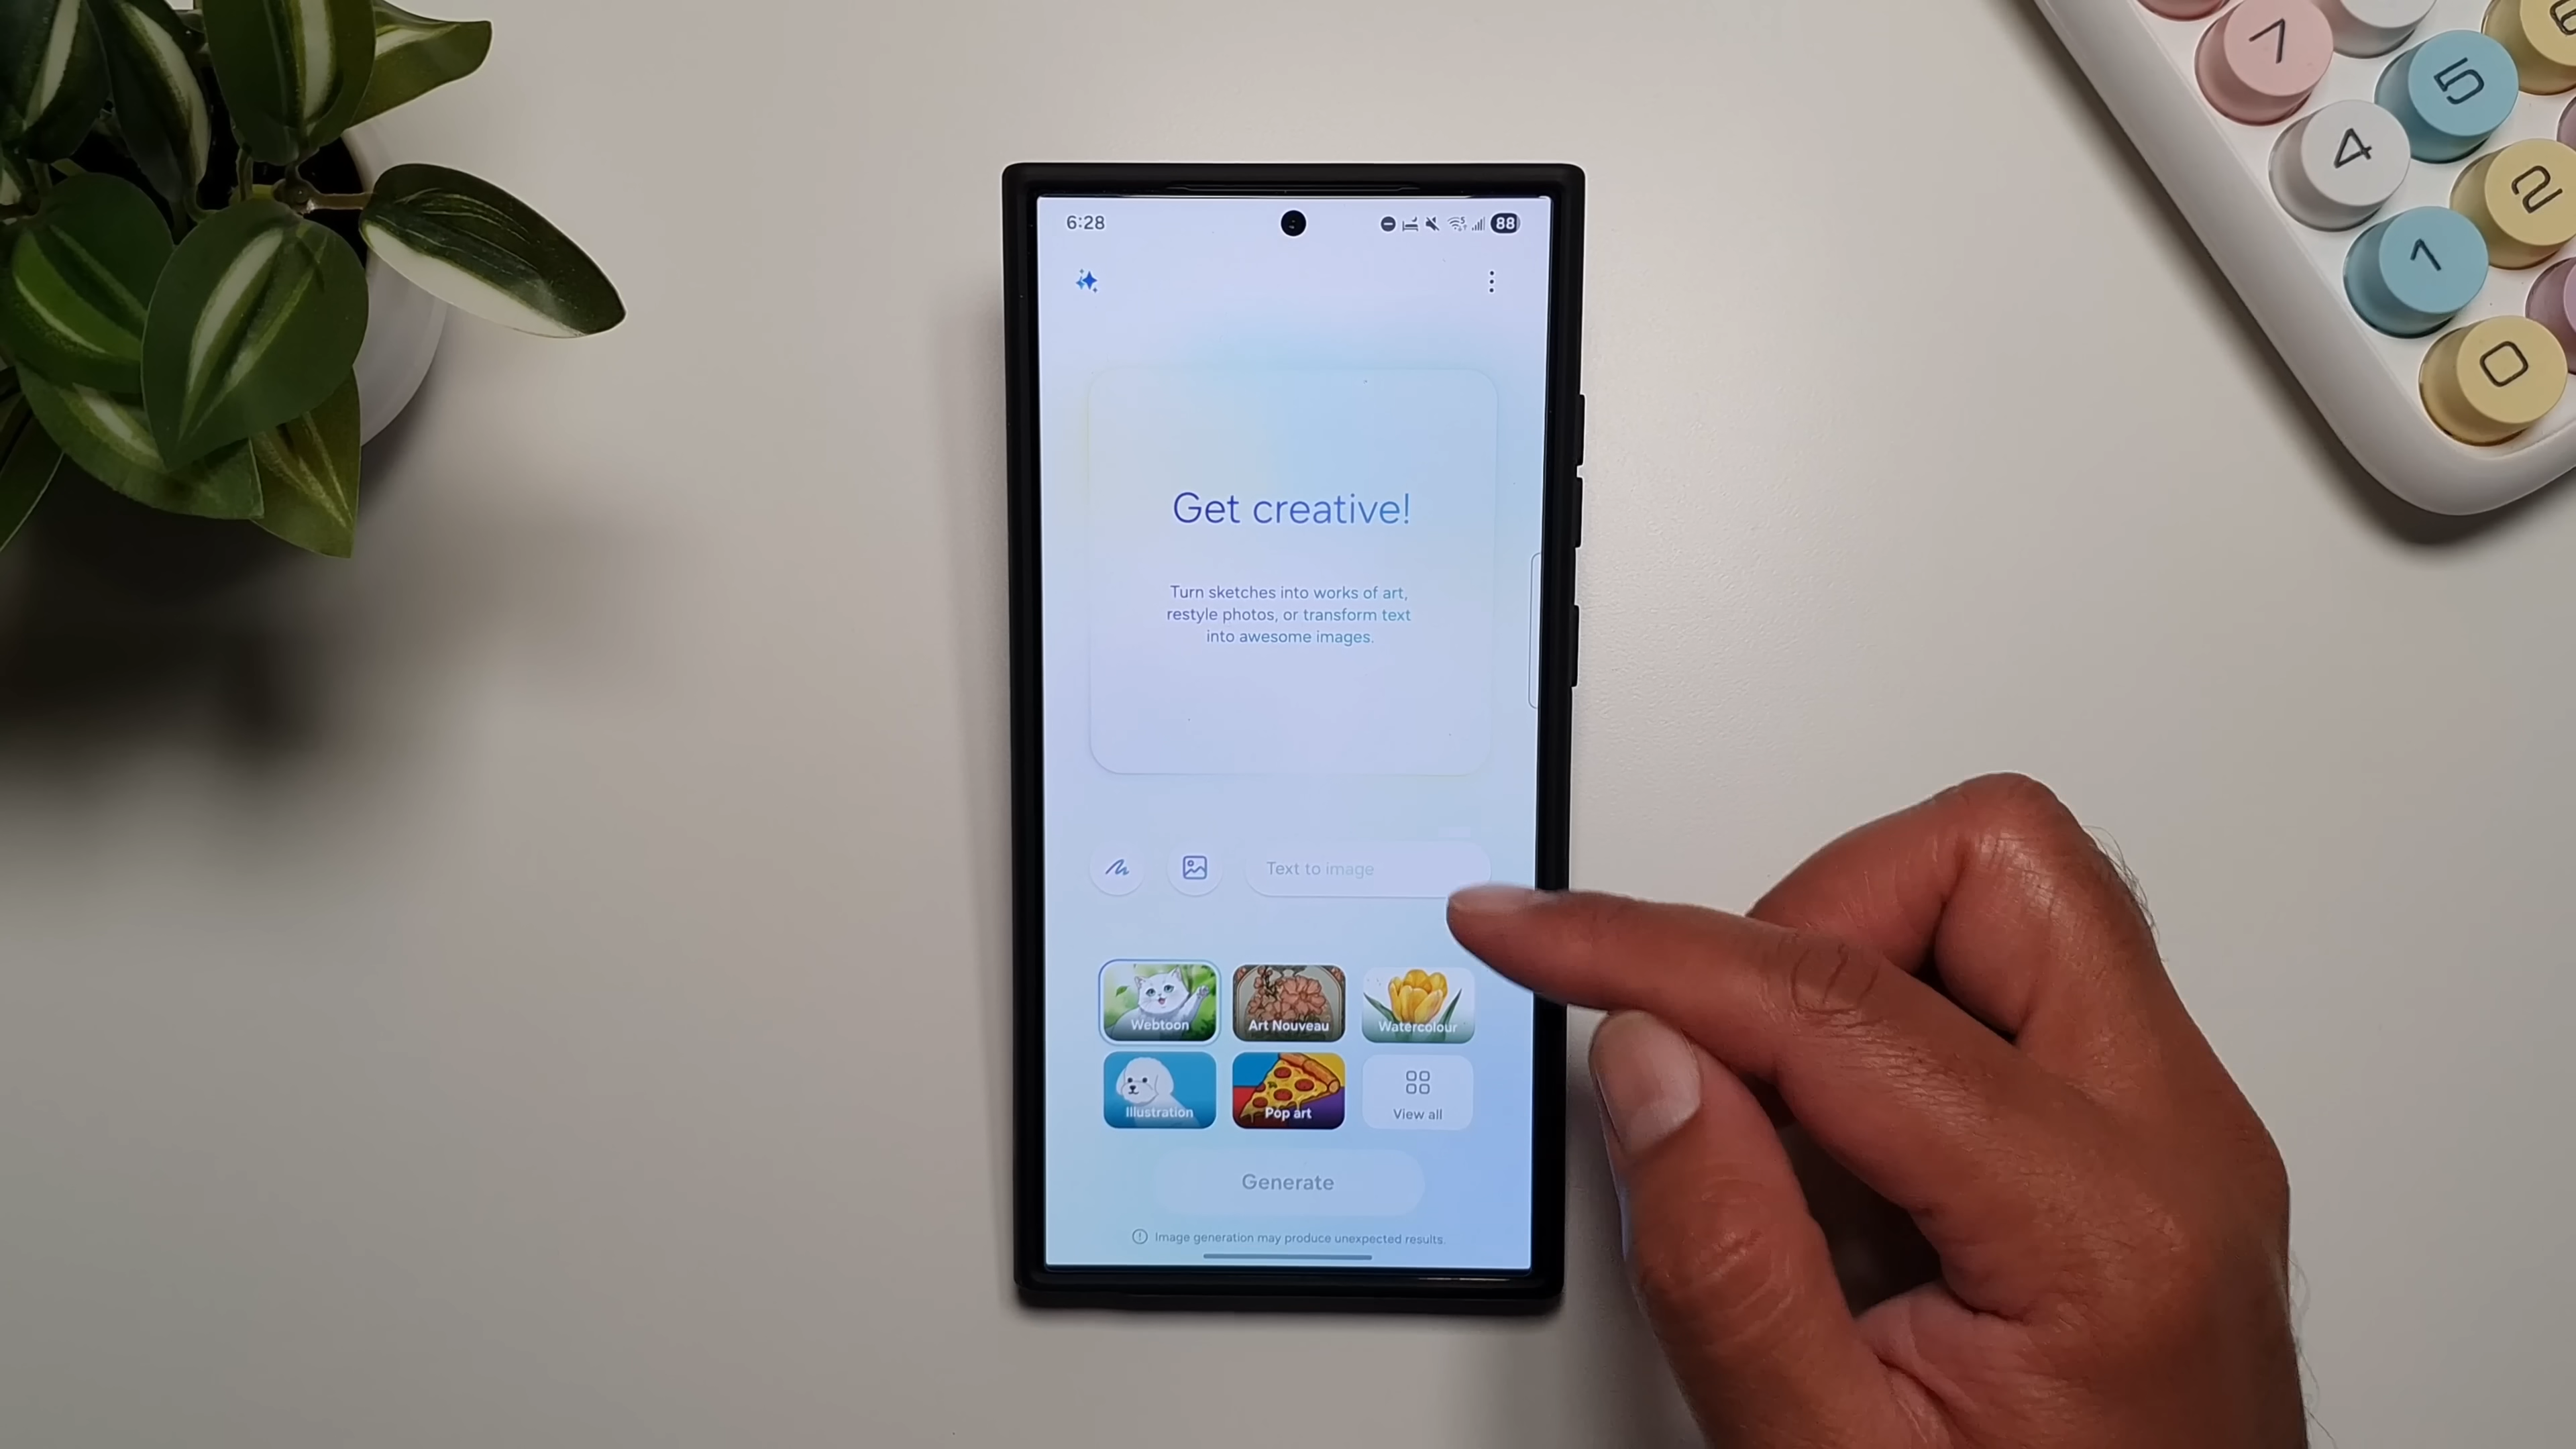 6:28
88
Get creative!
Turn sketches into works of art,
restyle photos, or transform text
into awesome images.
Text to image
Webtoon
Art Nouveau
Watercolour
Illustration
Pop art
View all
Generate
Image generation may produce unexpected results.
7
5
4
2
1
0